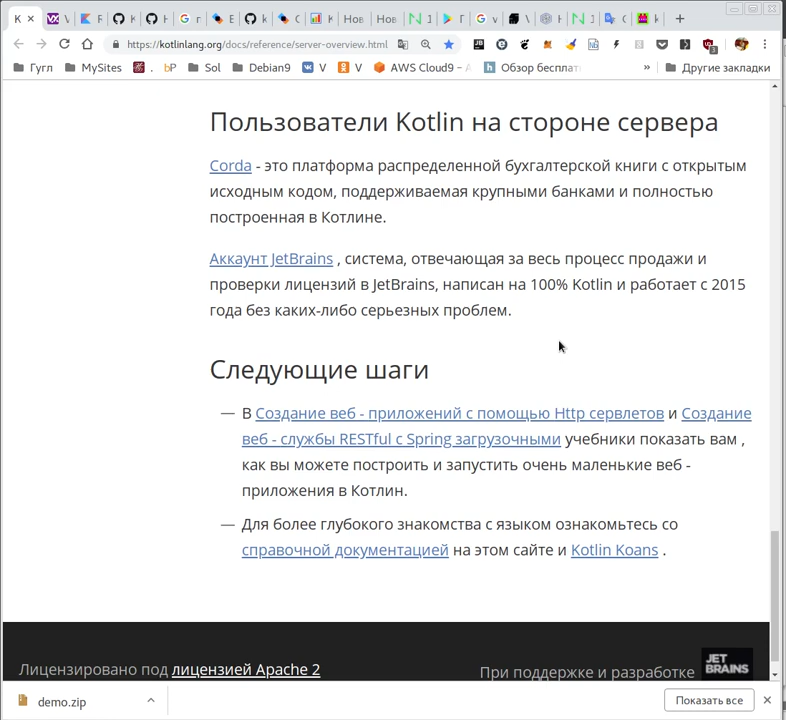 K
https://kotlinlang.org/docs/reference/server-overview.html
Гугл MySites . bP Sol Debian9 V V AWS Cloud9 – Обзор бесплат » Другие закладки
Пользователи Kotlin на стороне сервера
Corda - это платформа распределенной бухгалтерской книги с открытым
исходным кодом, поддерживаемая крупными банками и полностью
построенная в Котлине.
Аккаунт JetBrains , система, отвечающая за весь процесс продажи и
проверки лицензий в JetBrains, написан на 100% Kotlin и работает с 2015
года без каких-либо серьезных проблем.
Следующие шаги
— В Создание веб - приложений с помощью Http сервлетов и Создание
веб - службы RESTful с Spring загрузочными учебники показать вам ,
как вы можете построить и запустить очень маленькие веб -
приложения в Котлин.
— Для более глубокого знакомства с языком ознакомьтесь со
справочной документацией на этом сайте и Kotlin Koans .
Лицензировано под лицензией Apache 2
При поддержке и разработке
JET
BRAINS
demo.zip
Показать все